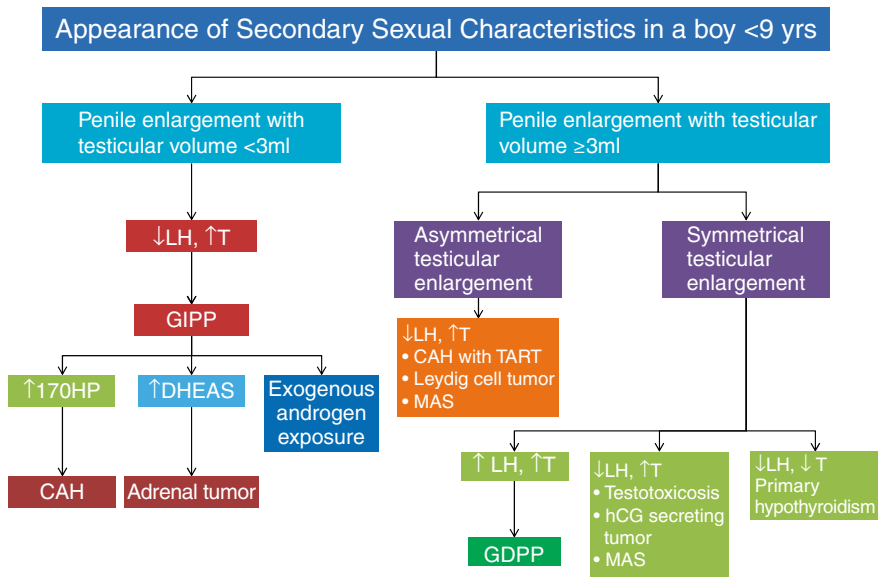 Appearance of Secondary Sexual Characteristics in a boy <9 yrs
Penile enlargement with
testicular volume <3ml
Penile enlargement with testicular
volume ≥3ml
↓LH, ↑T
GIPP
↑170HP
↑DHEAS
Exogenous
androgen
exposure
CAH
Adrenal tumor
Asymmetrical
testicular
enlargement
Symmetrical
testicular
enlargement
↓LH, ↑T
• CAH with TART
• Leydig cell tumor
• MAS
↑ LH, ↑T
GDPP
↓LH, ↑T
• Testotoxicosis
• hCG secreting
tumor
• MAS
↓LH, ↓ T
Primary
hypothyroidism